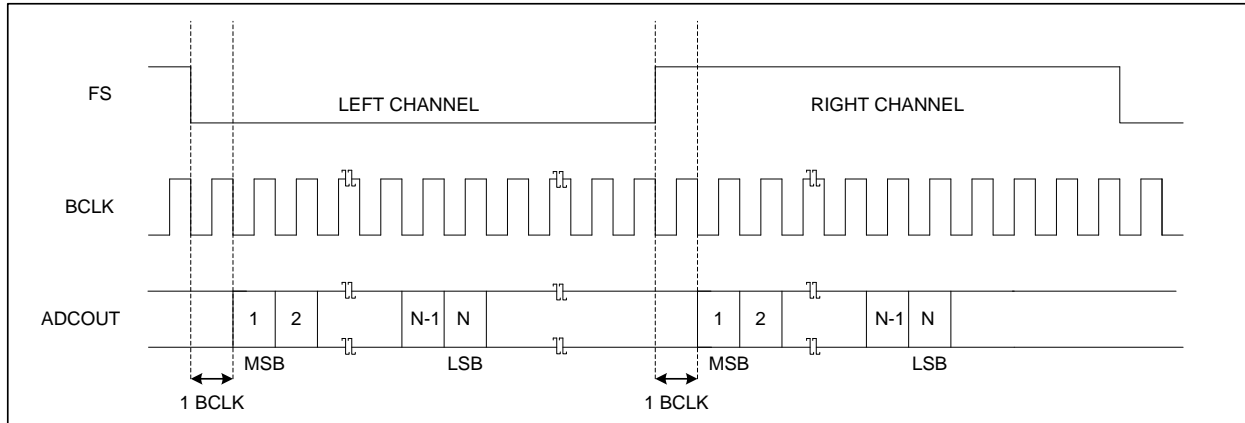 FS
LEFT CHANNEL
RIGHT CHANNEL
BCLK
ADCOUT
1 2 N-1 N 1 2 N-1 N
MSB LSB MSB LSB
1 BCLK 1 BCLK